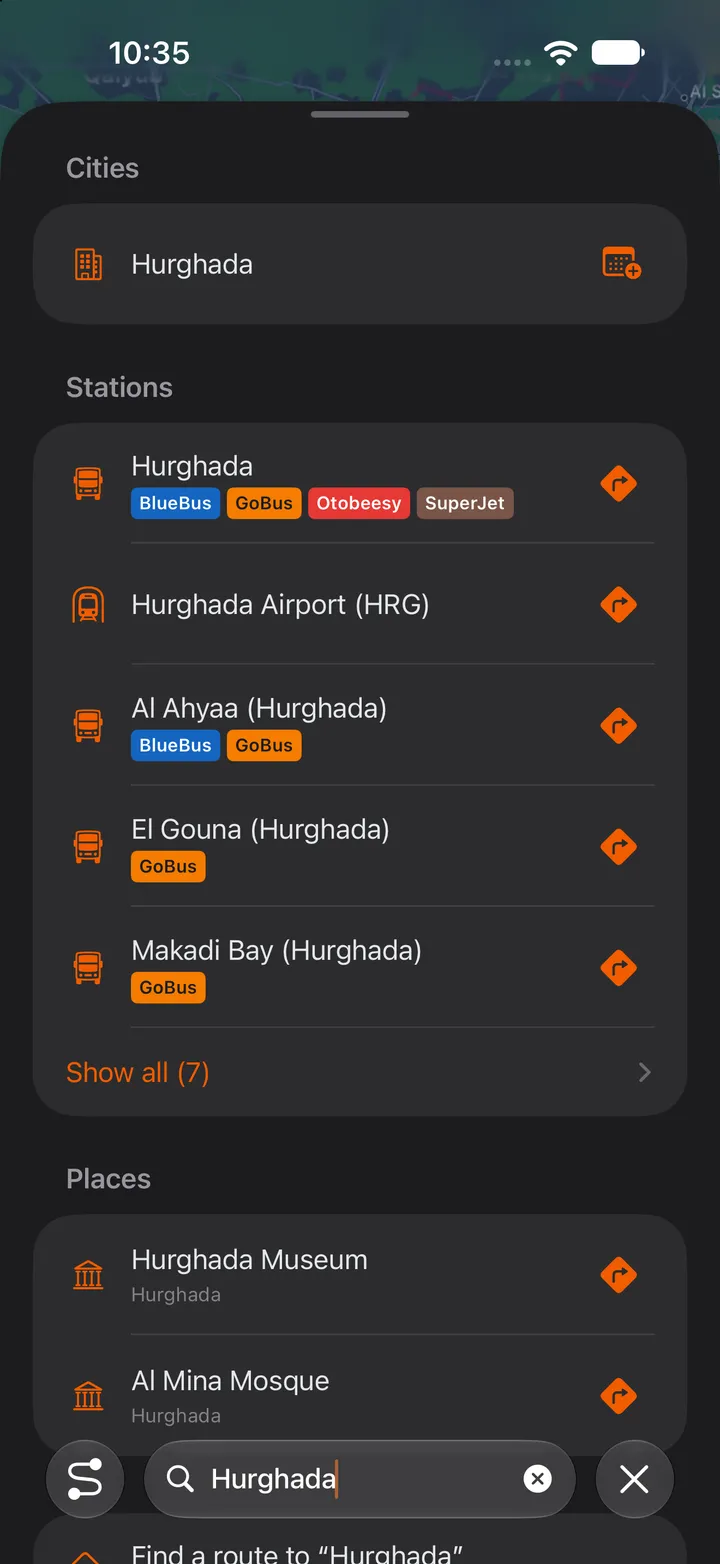 10:35
Qalyub
Al S
Cities
Hurghada
Stations
Hurghada
BlueBus GoBus Otobeesy SuperJet
Hurghada Airport (HRG)
Al Ahyaa (Hurghada)
BlueBus GoBus
El Gouna (Hurghada)
GoBus
Makadi Bay (Hurghada)
GoBus
Show all (7)
Places
Hurghada Museum
Hurghada
Al Mina Mosque
Hurghada
Hurghada
Find a route to “Hurghada”